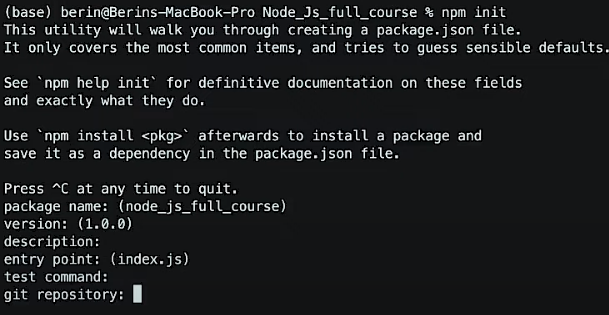 (base) berin@Berins-MacBook-Pro Node_Js_full_course % npm init
This utility will walk you through creating a package.json file.
It only covers the most common items, and tries to guess sensible defaults.
See `npm help init` for definitive documentation on these fields
and exactly what they do.
Use `npm install <pkg>` afterwards to install a package and
save it as a dependency in the package.json file.
Press ^C at any time to quit.
package name: (node_js_full_course)
version: (1.0.0)
description:
entry point: (index.js)
test command:
git repository: